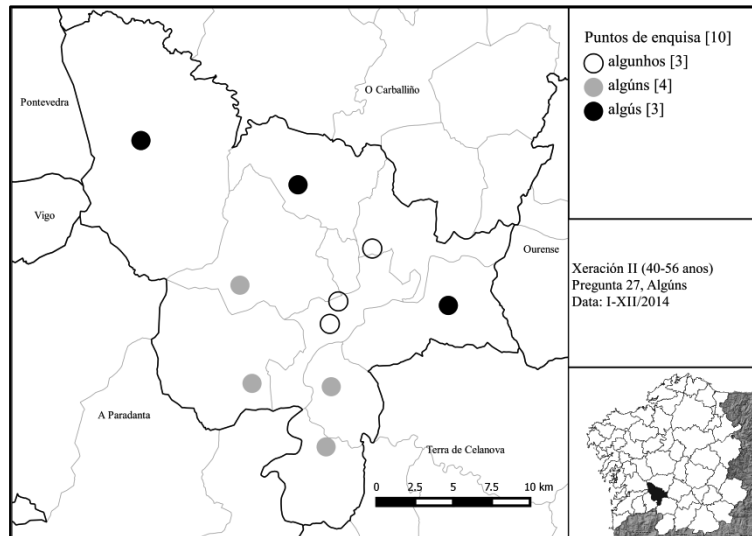 Puntos de enquisa [10]
algunhos [3]
algúns [4]
algús [3]
Pontevedra
O Carballiño
Vigo
Ourense
Xeración II (40-56 anos)
Pregunta 27, Algúns
Data: I-XII/2014
A Paradanta
Terra de Celanova
0 2,5 5 7,5 10 km